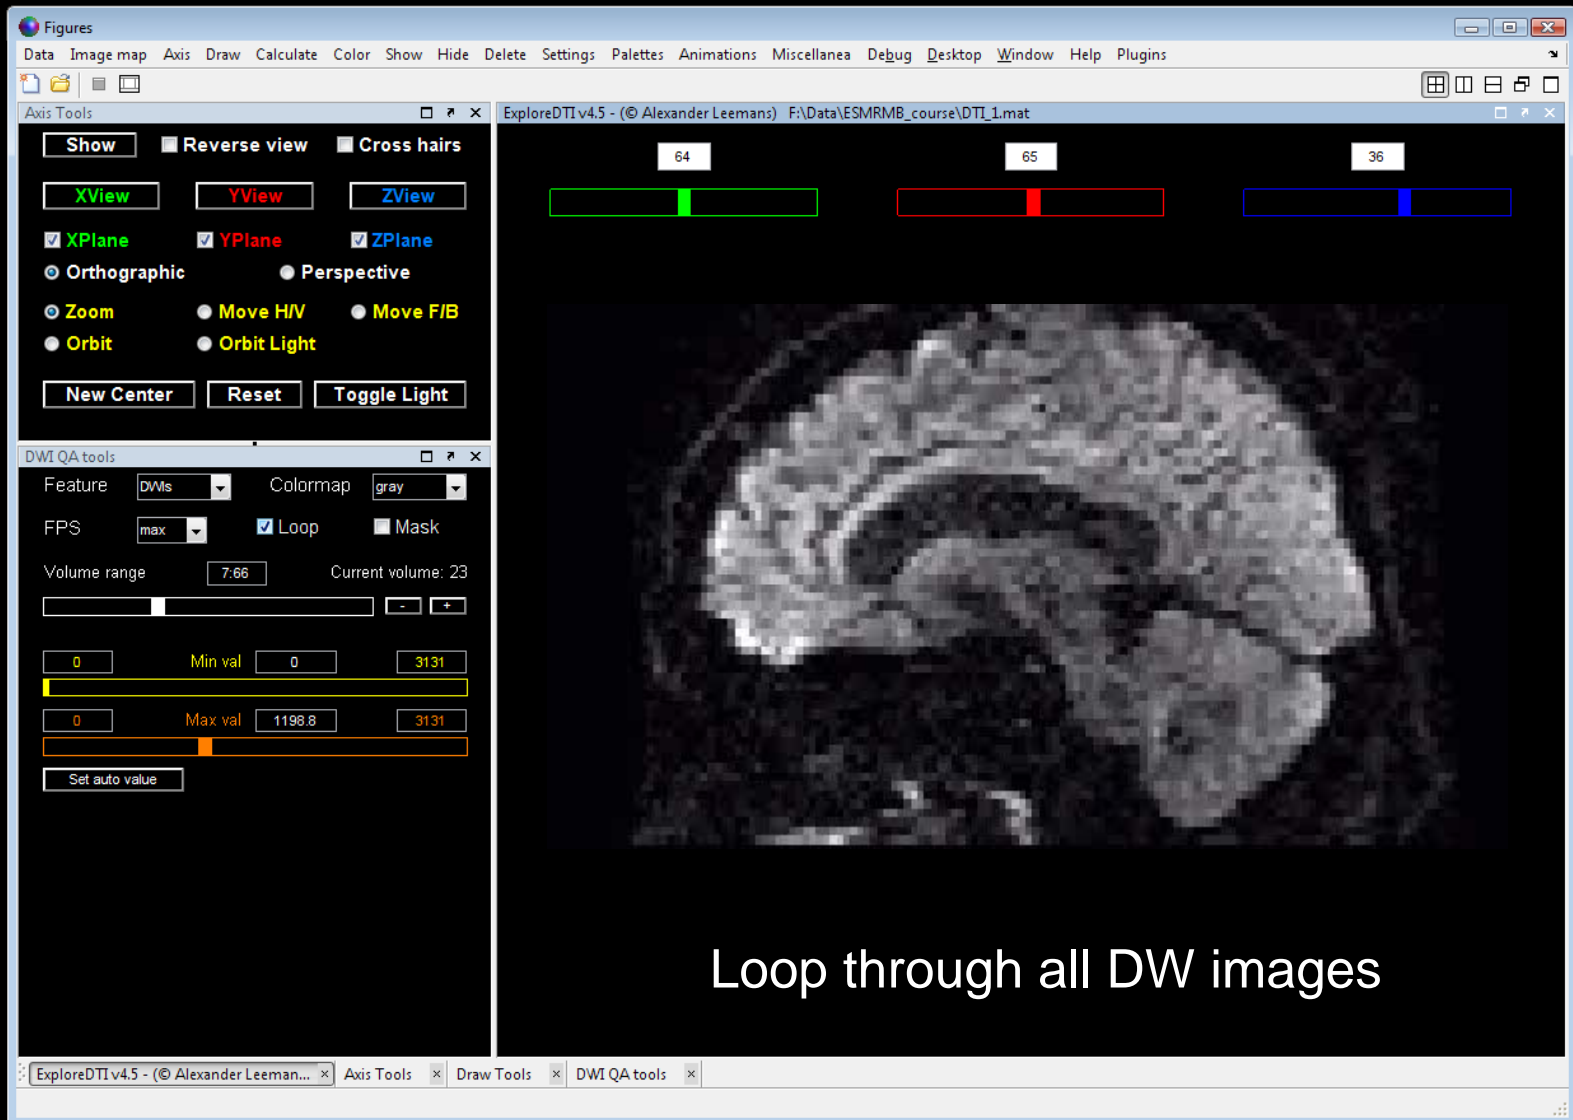 Figures
Data Image map Axis Draw Calculate Color Show Hide Delete Settings Palettes Animations Miscellanea Debug Desktop Window Help Plugins
Axis Tools
Show Reverse view Cross hairs
XView YView ZView
XPlane YPlane ZPlane
Orthographic Perspective
Zoom Move H/V Move F/B
Orbit Orbit Light
New Center Reset Toggle Light
DWI QA tools
Feature DWIs Colormap gray
FPS max Loop Mask
Volume range 7:66 Current volume: 23
- +
0 Min val 0 3131
0 Max val 1198.8 3131
Set auto value
ExploreDTI v4.5 - (© Alexander Leemans) F:\Data\ESMRMB_course\DTI_1.mat
64 65 36
Loop through all DW images
ExploreDTI v4.5 - (© Alexander Leeman... Axis Tools Draw Tools DWI QA tools